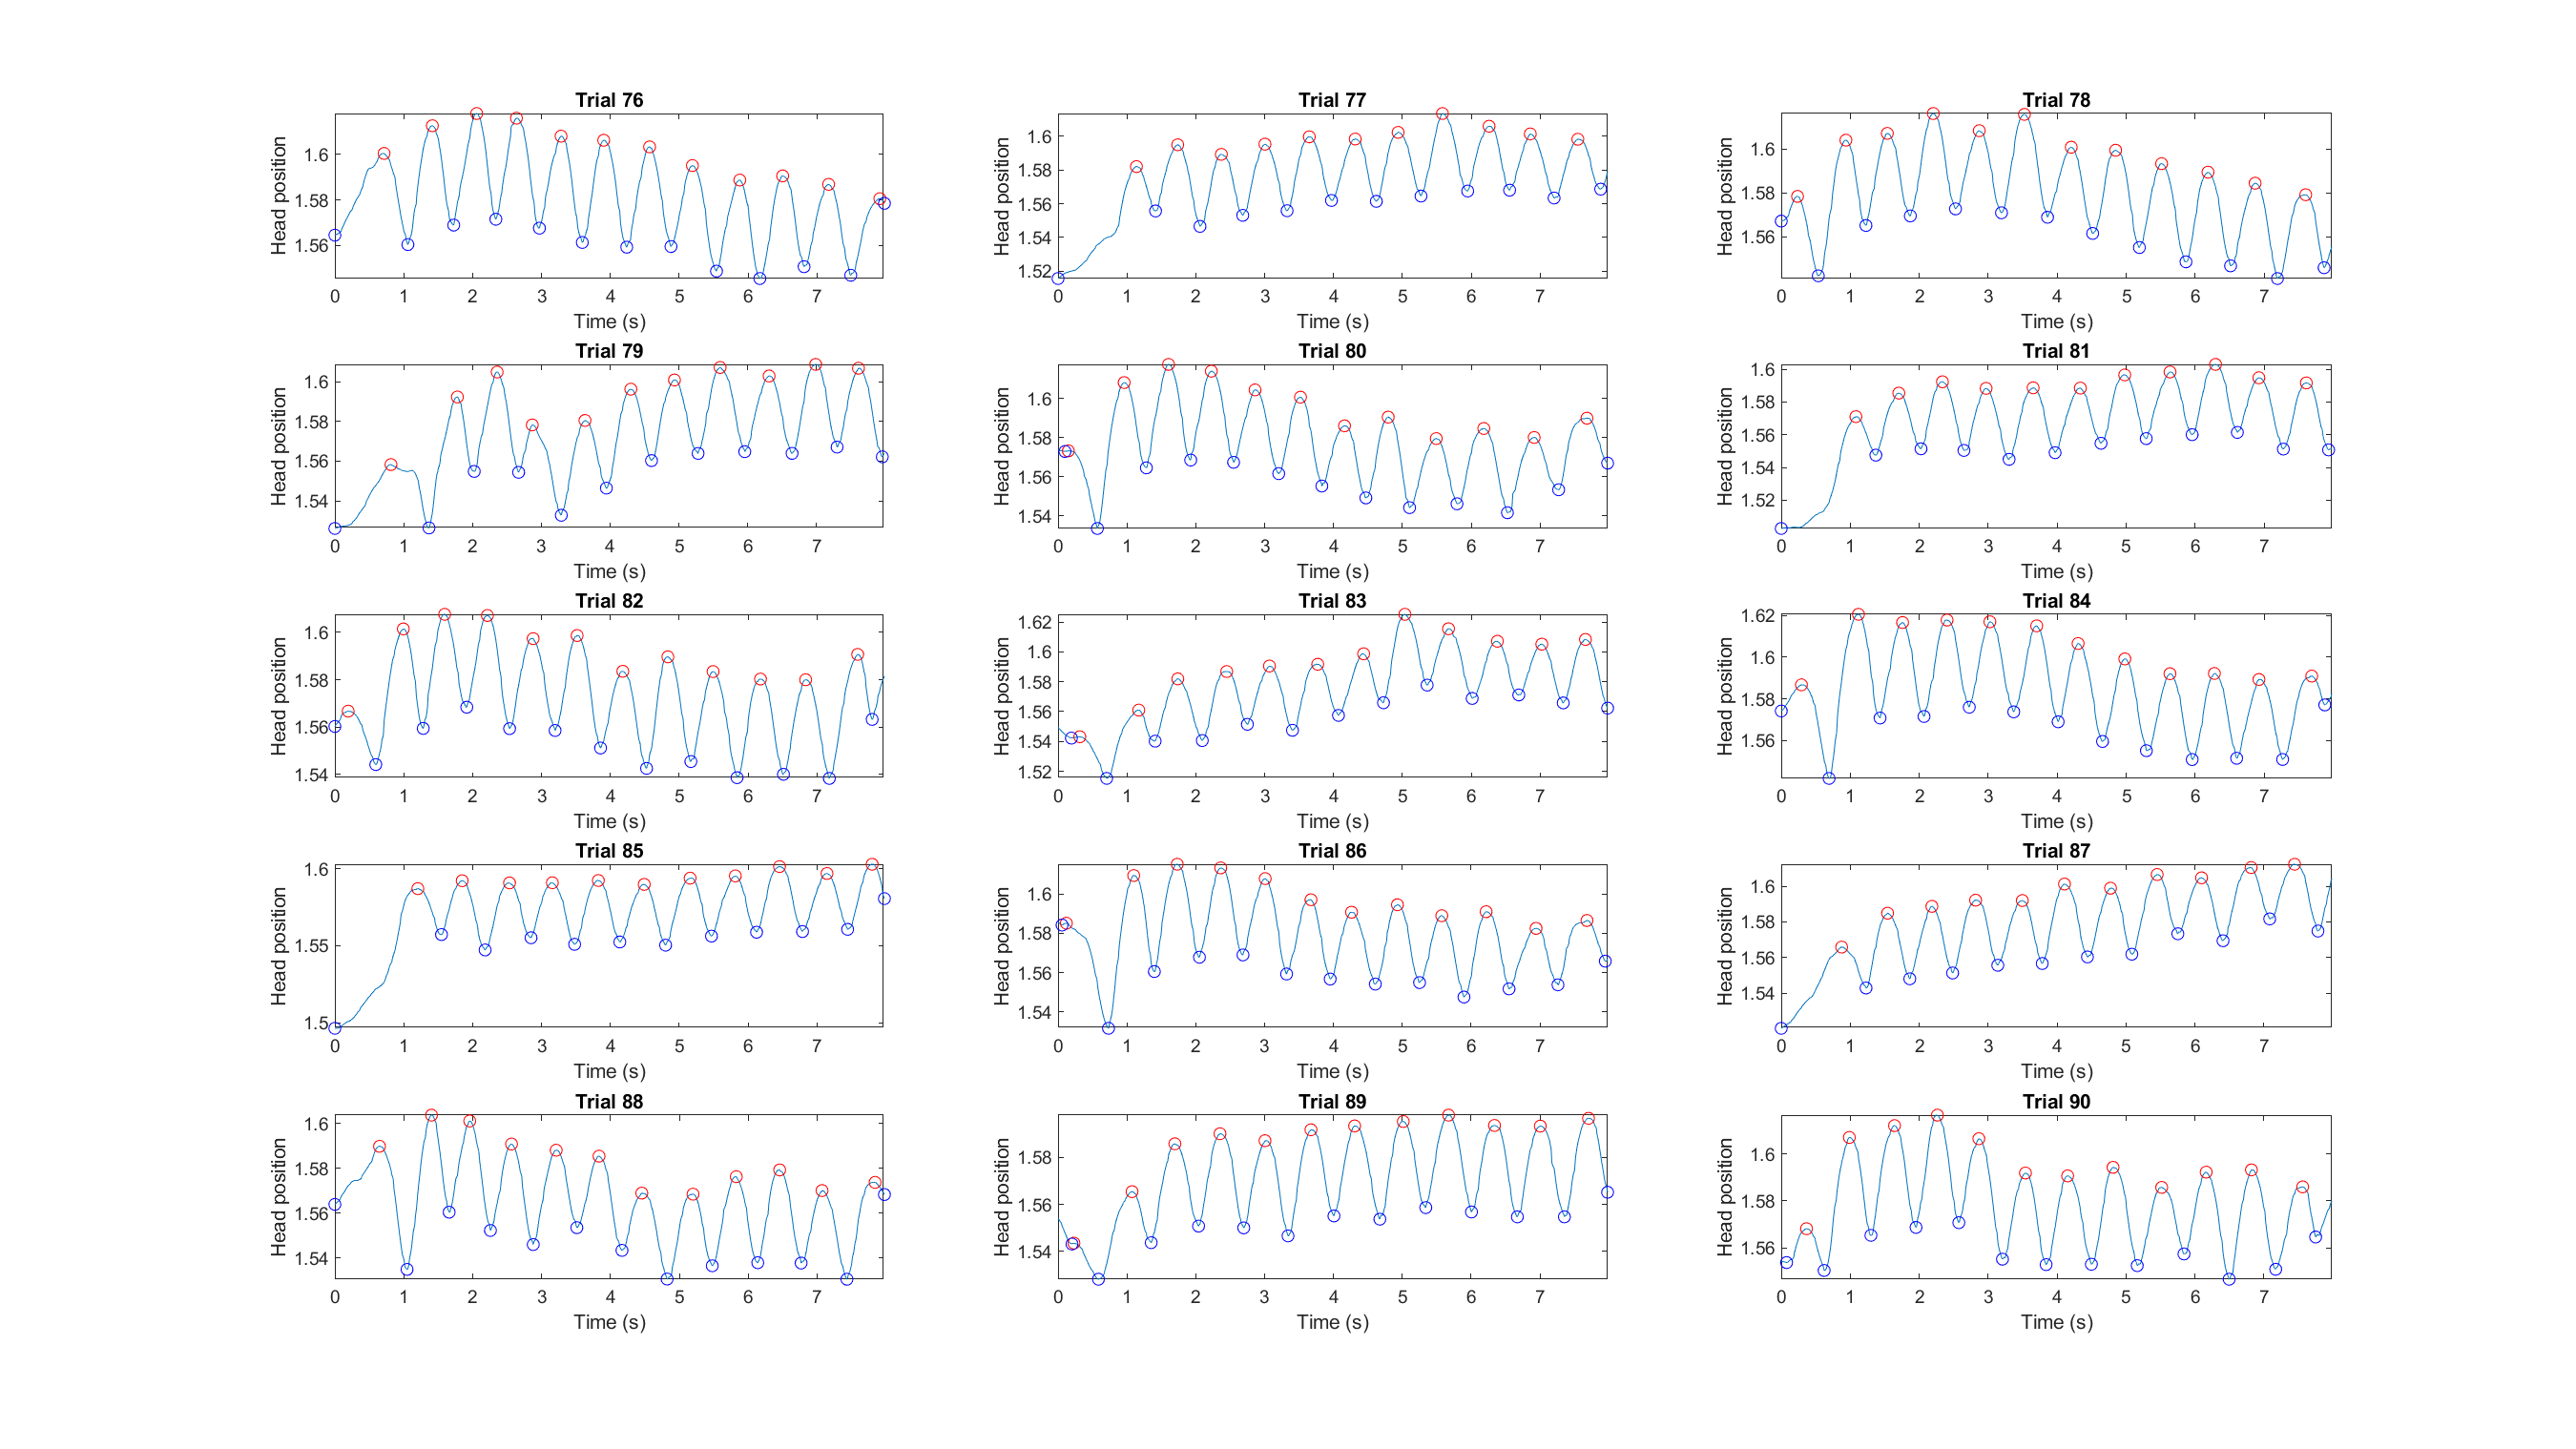 Trial 76
Head position
1.6
1.58
1.56
0 1 2 3 4 5 6 7
Time (s)
Trial 77
Head position
1.6
1.58
1.56
1.54
1.52
0 1 2 3 4 5 6 7
Time (s)
Trial 78
Head position
1.6
1.58
1.56
0 1 2 3 4 5 6 7
Time (s)
Trial 79
Head position
1.6
1.58
1.56
1.54
0 1 2 3 4 5 6 7
Time (s)
Trial 80
Head position
1.6
1.58
1.56
1.54
0 1 2 3 4 5 6 7
Time (s)
Trial 81
Head position
1.6
1.58
1.56
1.54
1.52
0 1 2 3 4 5 6 7
Time (s)
Trial 82
Head position
1.6
1.58
1.56
1.54
0 1 2 3 4 5 6 7
Time (s)
Trial 83
Head position
1.62
1.6
1.58
1.56
1.54
1.52
0 1 2 3 4 5 6 7
Time (s)
Trial 84
Head position
1.62
1.6
1.58
1.56
0 1 2 3 4 5 6 7
Time (s)
Trial 85
Head position
1.6
1.55
1.5
0 1 2 3 4 5 6 7
Time (s)
Trial 86
Head position
1.6
1.58
1.56
1.54
0 1 2 3 4 5 6 7
Time (s)
Trial 87
Head position
1.6
1.58
1.56
1.54
0 1 2 3 4 5 6 7
Time (s)
Trial 88
Head position
1.6
1.58
1.56
1.54
0 1 2 3 4 5 6 7
Time (s)
Trial 89
Head position
1.58
1.56
1.54
0 1 2 3 4 5 6 7
Time (s)
Trial 90
Head position
1.6
1.58
1.56
0 1 2 3 4 5 6 7
Time (s)